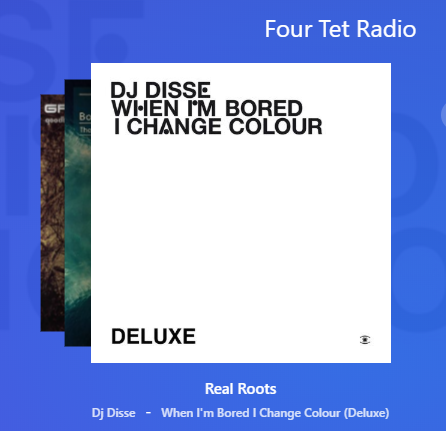 Four Tet Radio
DJ DISSE
WHEN I'M BORED
I CHANGE COLOUR
DELUXE
Real Roots
Dj Disse - When I'm Bored I Change Colour (Deluxe)